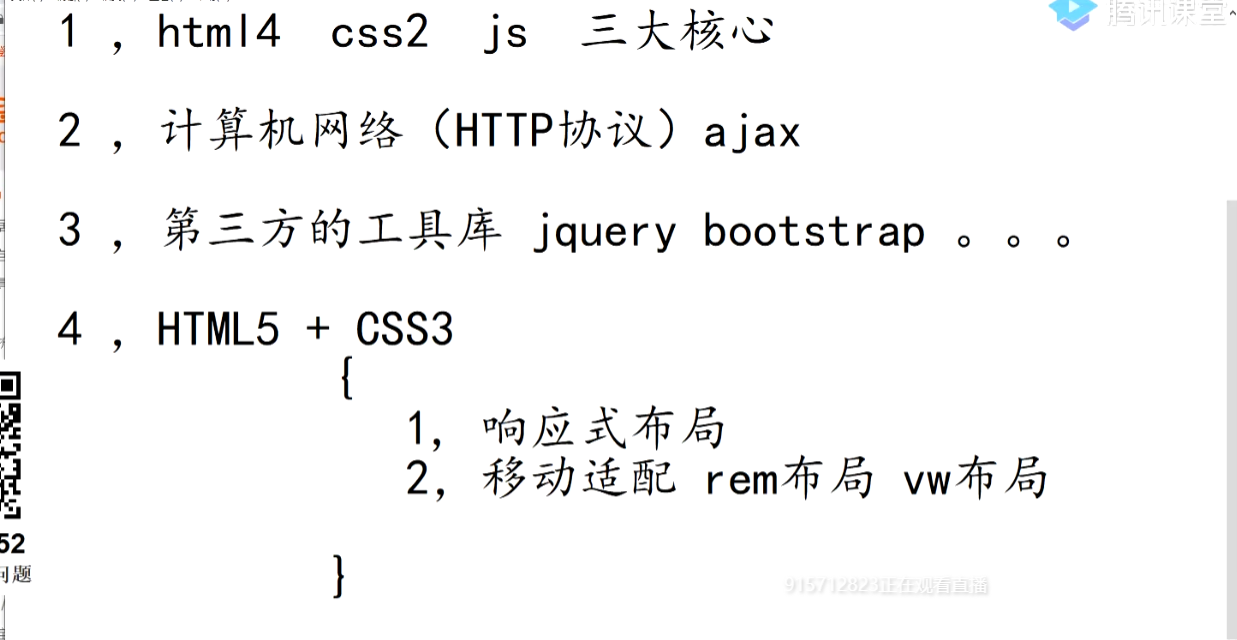 腾讯课堂
1 ，html4 css2 js 三大核心
2 ，计算机网络（HTTP协议）ajax
3 ，第三方的工具库 jquery bootstrap 。。。
4 ，HTML5 + CSS3
{
1，响应式布局
2，移动适配 rem布局 vw布局
52
问题
}
915712823正在观看直播